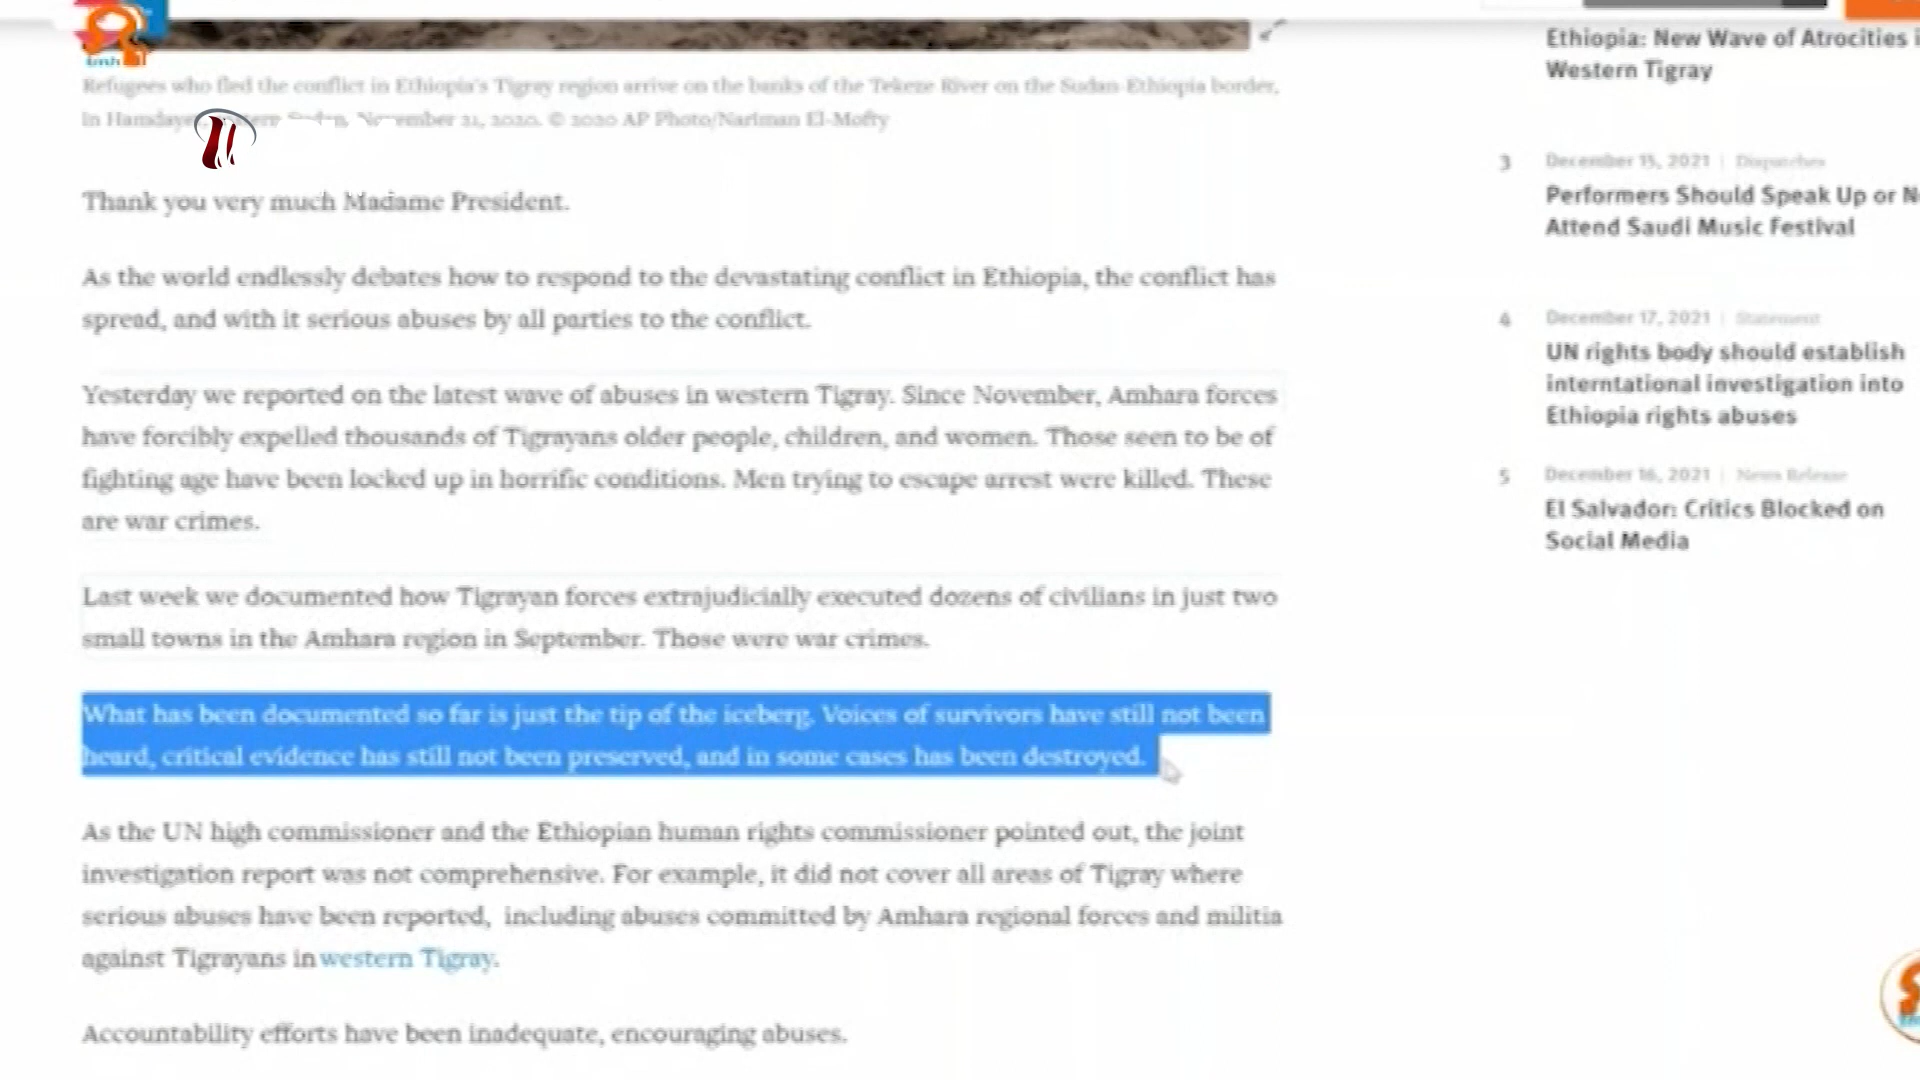 Refugees who fled the conflict in Ethiopia's Tigray region arrive on the banks of the Tekeze River on the Sudan-Ethiopia border,
in Hamdayet, Sudan, November 21, 2020. © 2020 AP Photo/Nariman El-Mofty
Thank you very much Madame President.
As the world endlessly debates how to respond to the devastating conflict in Ethiopia, the conflict has
spread, and with it serious abuses by all parties to the conflict.
Yesterday we reported on the latest wave of abuses in western Tigray. Since November, Amhara forces
have forcibly expelled thousands of Tigrayans older people, children, and women. Those seen to be of
fighting age have been locked up in horrific conditions. Men trying to escape arrest were killed. These
are war crimes.
Last week we documented how Tigrayan forces extrajudicially executed dozens of civilians in just two
small towns in the Amhara region in September. Those were war crimes.
What has been documented so far is just the tip of the iceberg. Voices of survivors have still not been
heard, critical evidence has still not been preserved, and in some cases has been destroyed.
As the UN high commissioner and the Ethiopian human rights commissioner pointed out, the joint
investigation report was not comprehensive. For example, it did not cover all areas of Tigray where
serious abuses have been reported, including abuses committed by Amhara regional forces and militia
against Tigrayans in western Tigray.
Accountability efforts have been inadequate, encouraging abuses.
Ethiopia: New Wave of Atrocities
Western Tigray
3 December 15, 2021 | Dispatches
Performers Should Speak Up or
Attend Saudi Music Festival
4 December 17, 2021 | Statement
UN rights body should establish
interntational investigation into
Ethiopia rights abuses
5 December 16, 2021 | News Release
El Salvador: Critics Blocked on
Social Media